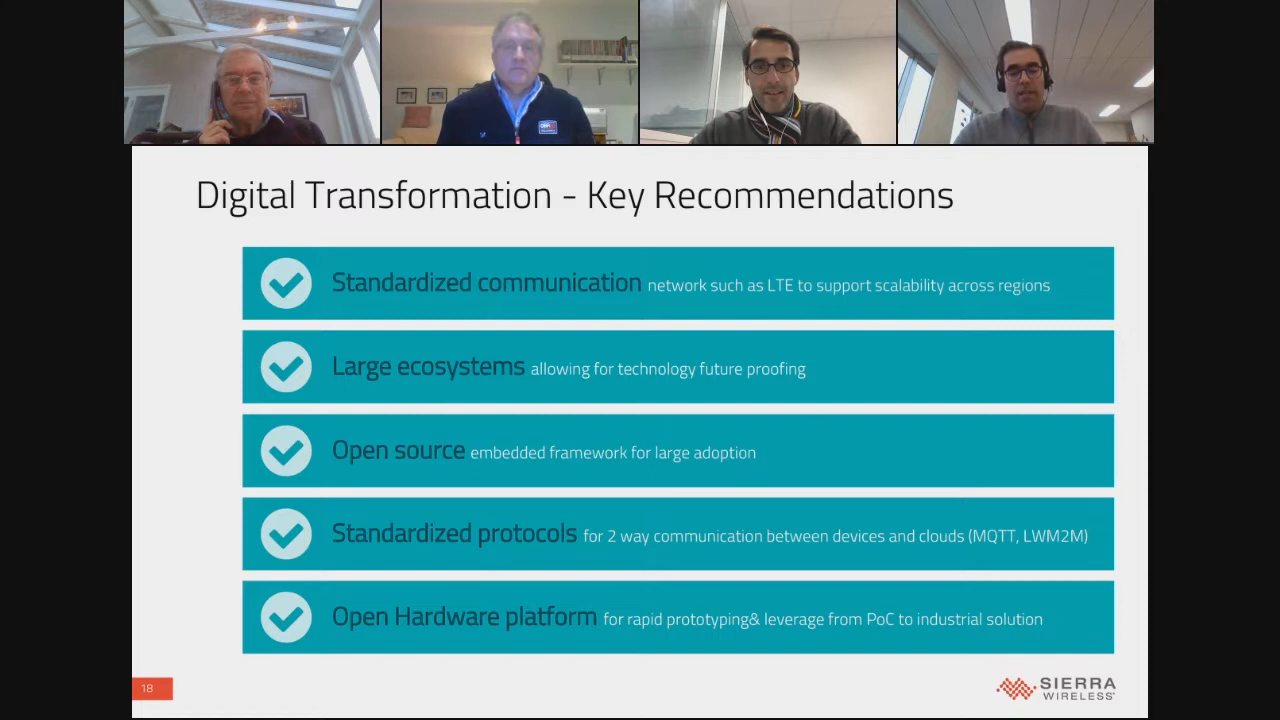 Digital Transformation - Key Recommendations
Standardized communication network such as LTE to support scalability across regions
Large ecosystems allowing for technology future proofing
Open source embedded framework for large adoption
Standardized protocols for 2 way communication between devices and clouds (MQTT, LWM2M)
Open Hardware platform for rapid prototyping& leverage from PoC to industrial solution
18
SIERRA
WIRELESS